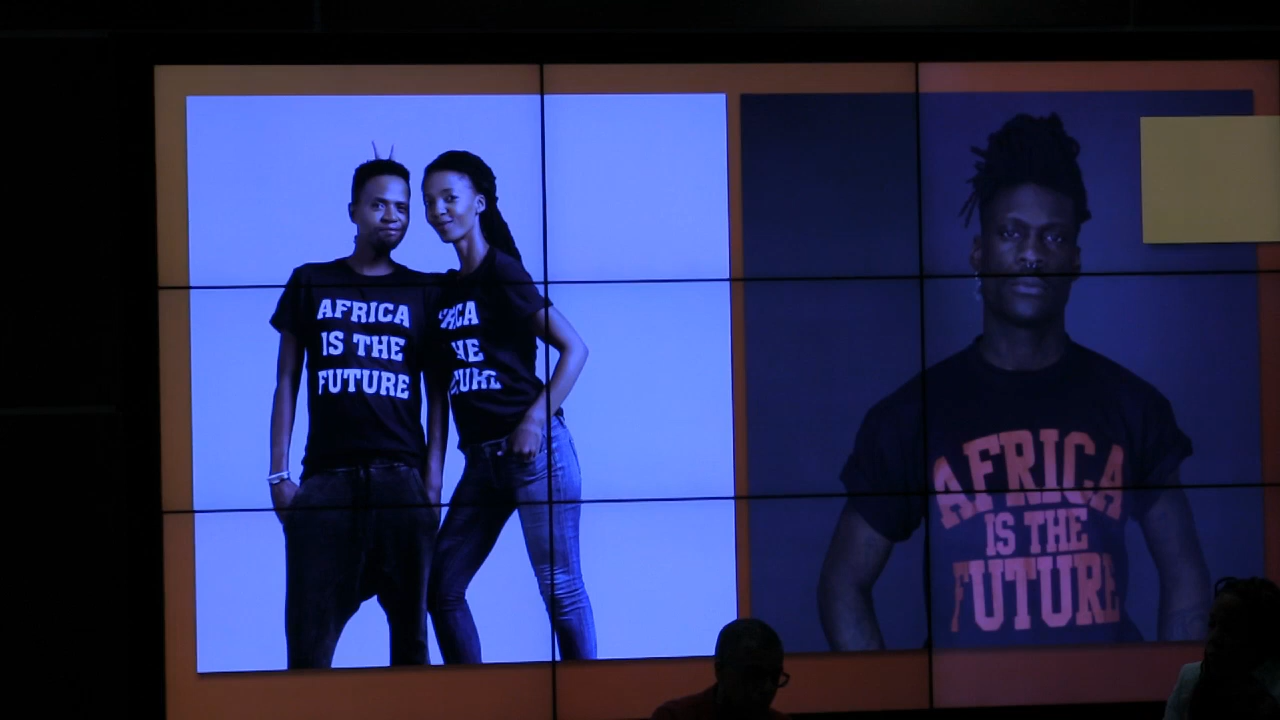 AFRICA
IS THE
FUTURE
AFRICA
IS THE
FUTURE